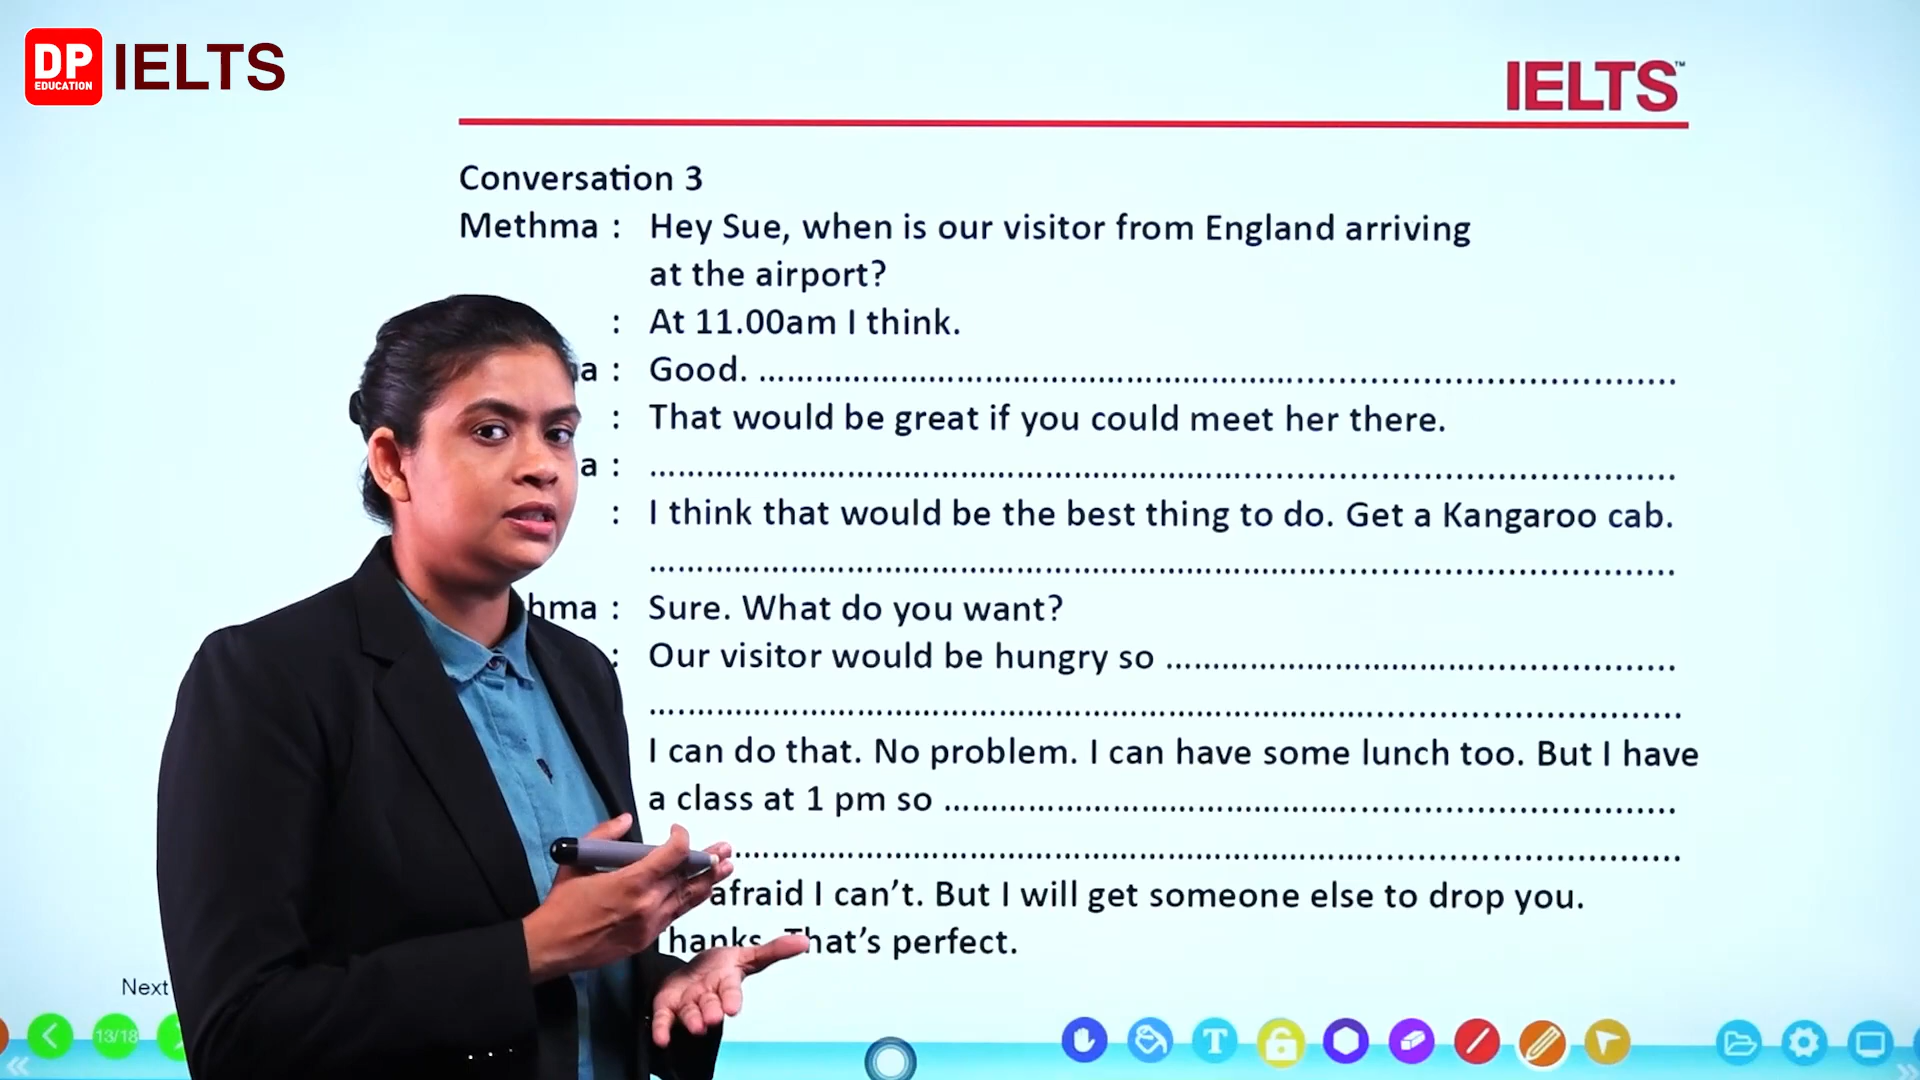 DP
EDUCATION
IELTS
IELTS™
Conversation 3
Methma : Hey Sue, when is our visitor from England arriving
at the airport?
: At 11.00am I think.
a : Good. ........................................................................
: That would be great if you could meet her there.
a : ........................................................................
: I think that would be the best thing to do. Get a Kangaroo cab.
........................................................................
hma : Sure. What do you want?
: Our visitor would be hungry so ........................................
........................................................................
I can do that. No problem. I can have some lunch too. But I have
a class at 1 pm so ........................................................
........................................................................
afraid I can’t. But I will get someone else to drop you.
Thanks. That’s perfect.
Next
13/18